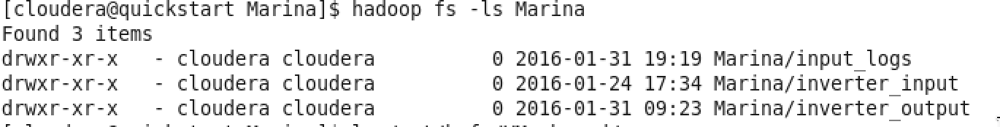 [cloudera@quickstart Marina]$ hadoop fs -ls Marina
Found 3 items
drwxr-xr-x   - cloudera cloudera          0 2016-01-31 19:19 Marina/input_logs
drwxr-xr-x   - cloudera cloudera          0 2016-01-24 17:34 Marina/inverter_input
drwxr-xr-x   - cloudera cloudera          0 2016-01-31 09:23 Marina/inverter_output